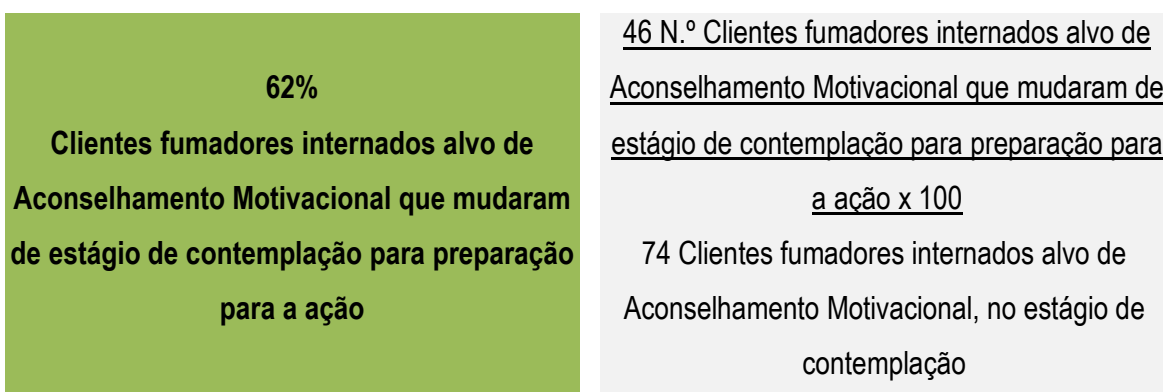 62%
Clientes fumadores internados alvo de
Aconselhamento Motivacional que mudaram
de estágio de contemplação para preparação
para a ação
46 N.º Clientes fumadores internados alvo de
Aconselhamento Motivacional que mudaram de
estágio de contemplação para preparação para
a ação x 100
74 Clientes fumadores internados alvo de
Aconselhamento Motivacional, no estágio de
contemplação